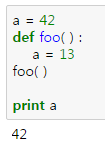 a = 42
def foo():
    a = 13
foo()

print a
42